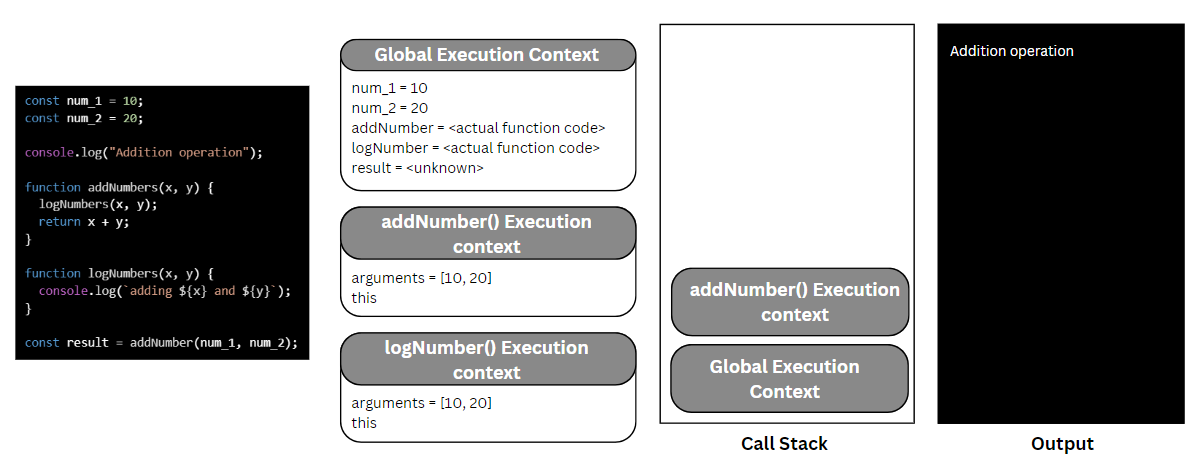 const num_1 = 10;
const num_2 = 20;
console.log("Addition operation");
function addNumbers(x, y) {
logNumbers(x, y);
return x + y;
}
function logNumbers(x, y) {
console.log(`adding ${x} and ${y}`);
}
const result = addNumber(num_1, num_2);
Global Execution Context
num_1 = 10
num_2 = 20
addNumber = <actual function code>
logNumber = <actual function code>
result = <unknown>
addNumber() Execution
context
arguments = [10, 20]
this
logNumber() Execution
context
arguments = [10, 20]
this
addNumber() Execution
context
Global Execution
Context
Call Stack
Addition operation
Output